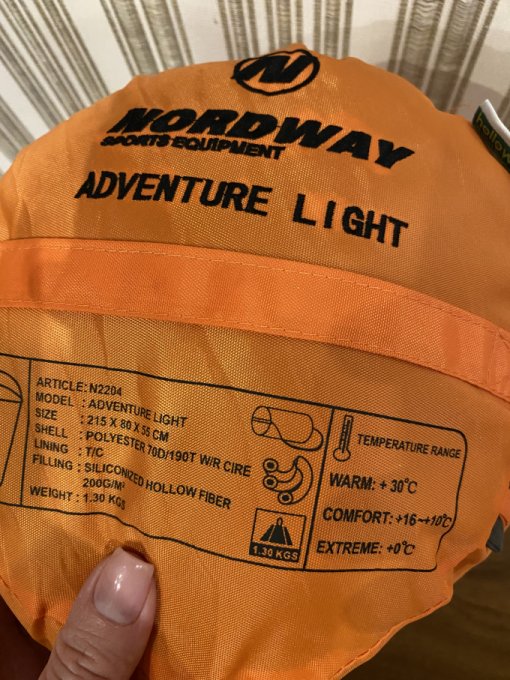 N
NORDWAY
SPORTS EQUIPMENT
ADVENTURE LIGHT
ARTICLE: N2204
MODEL : ADVENTURE LIGHT
SIZE : 215 X 80 X 55 CM
SHELL : POLYESTER 70D/190T W/R CIRE
LINING : T/C
FILLING : SILICONIZED HOLLOW FIBER
200G/M²
WEIGHT : 1.30 KGS
1.30 KGS
TEMPERATURE RANGE
WARM: + 30°C
COMFORT: +16~+10°C
EXTREME: +0°C